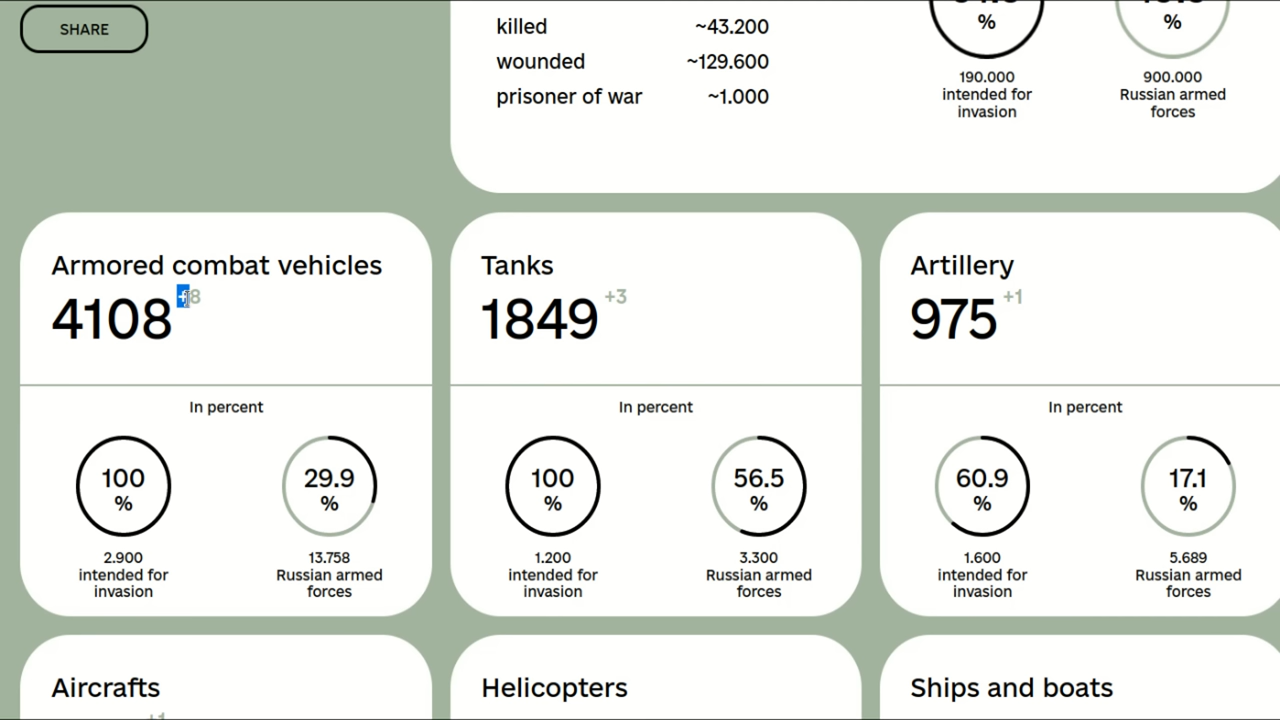 SHARE
killed ~43.200
wounded ~129.600
prisoner of war ~1.000
% %
190.000 900.000
intended for Russian armed
invasion forces
Armored combat vehicles Tanks Artillery
4108 +8 1849 +3 975 +1
In percent In percent In percent
100 29.9 100 56.5 60.9 17.1
% % % % % %
2.900 13.758 1.200 3.300 1.600 5.689
intended for Russian armed intended for Russian armed intended for Russian armed
invasion forces invasion forces invasion forces
Aircrafts Helicopters Ships and boats
+1